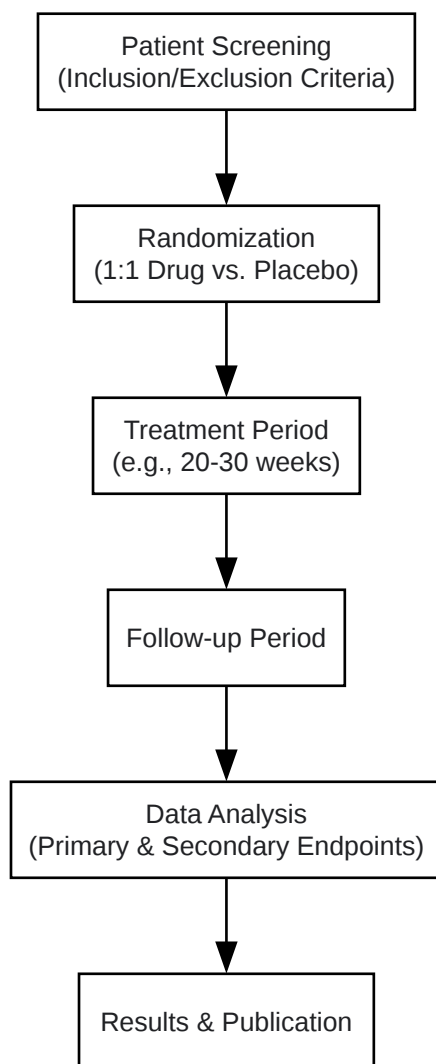 Patient Screening
(Inclusion/Exclusion Criteria)
Randomization
(1:1 Drug vs. Placebo)
Treatment Period
(e.g., 20-30 weeks)
Follow-up Period
Data Analysis
(Primary & Secondary Endpoints)
Results & Publication